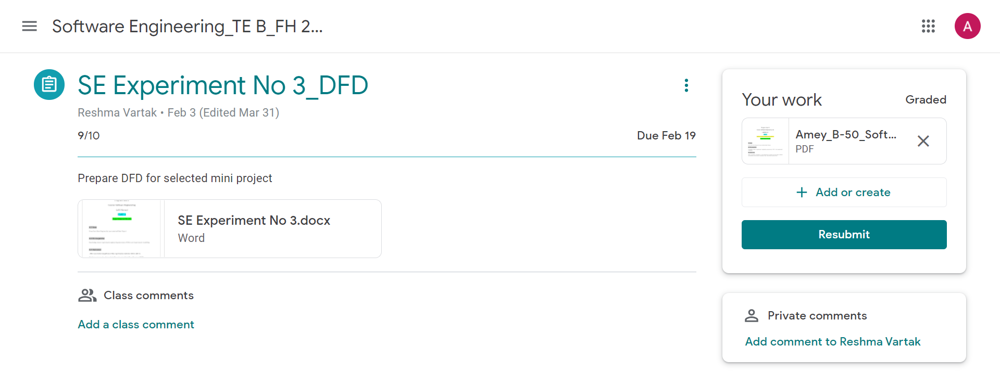 Software Engineering_TE B_FH 2...
A
SE Experiment No 3_DFD
Reshma Vartak • Feb 3 (Edited Mar 31)
9/10
Due Feb 19
Prepare DFD for selected mini project
SE Experiment No 3.docx
Word
Class comments
Add a class comment
Your work
Graded
Amey_B-50_Soft...
PDF
Add or create
Resubmit
Private comments
Add comment to Reshma Vartak